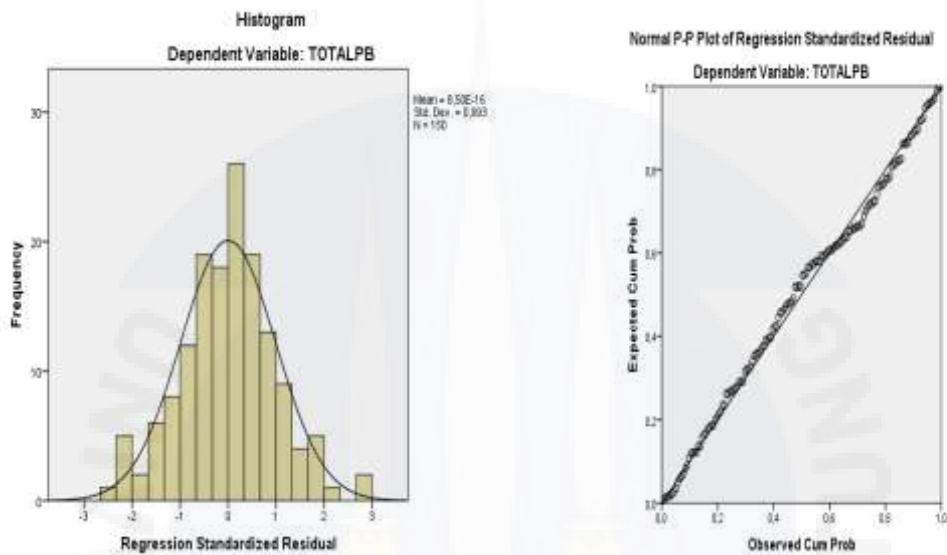 Histogram
Dependent Variable: TOTALPB
Mean = 8,50E-16
Std. Dev. = 0,993
N = 150
30
20
10
0
Frequency
-3 -2 -1 0 1 2 3
Regression Standardized Residual
Normal P-P Plot of Regression Standardized Residual
Dependent Variable: TOTALPB
1,0
0,8
0,6
0,4
0,2
0,0
Expected Cum Prob
0,0 0,2 0,4 0,6 0,8 1,0
Observed Cum Prob
UNG